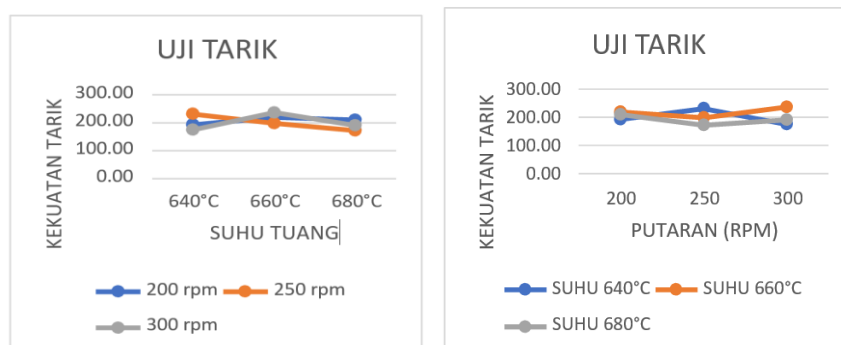 UJI TARIK
KEKUATAN TARIK
300.00
200.00
100.00
0.00
640°C 660°C 680°C
SUHU TUANG
200 rpm 250 rpm
300 rpm
UJI TARIK
KEKUATAN TARIK
300.00
200.00
100.00
0.00
200 250 300
PUTARAN (RPM)
SUHU 640°C SUHU 660°C
SUHU 680°C